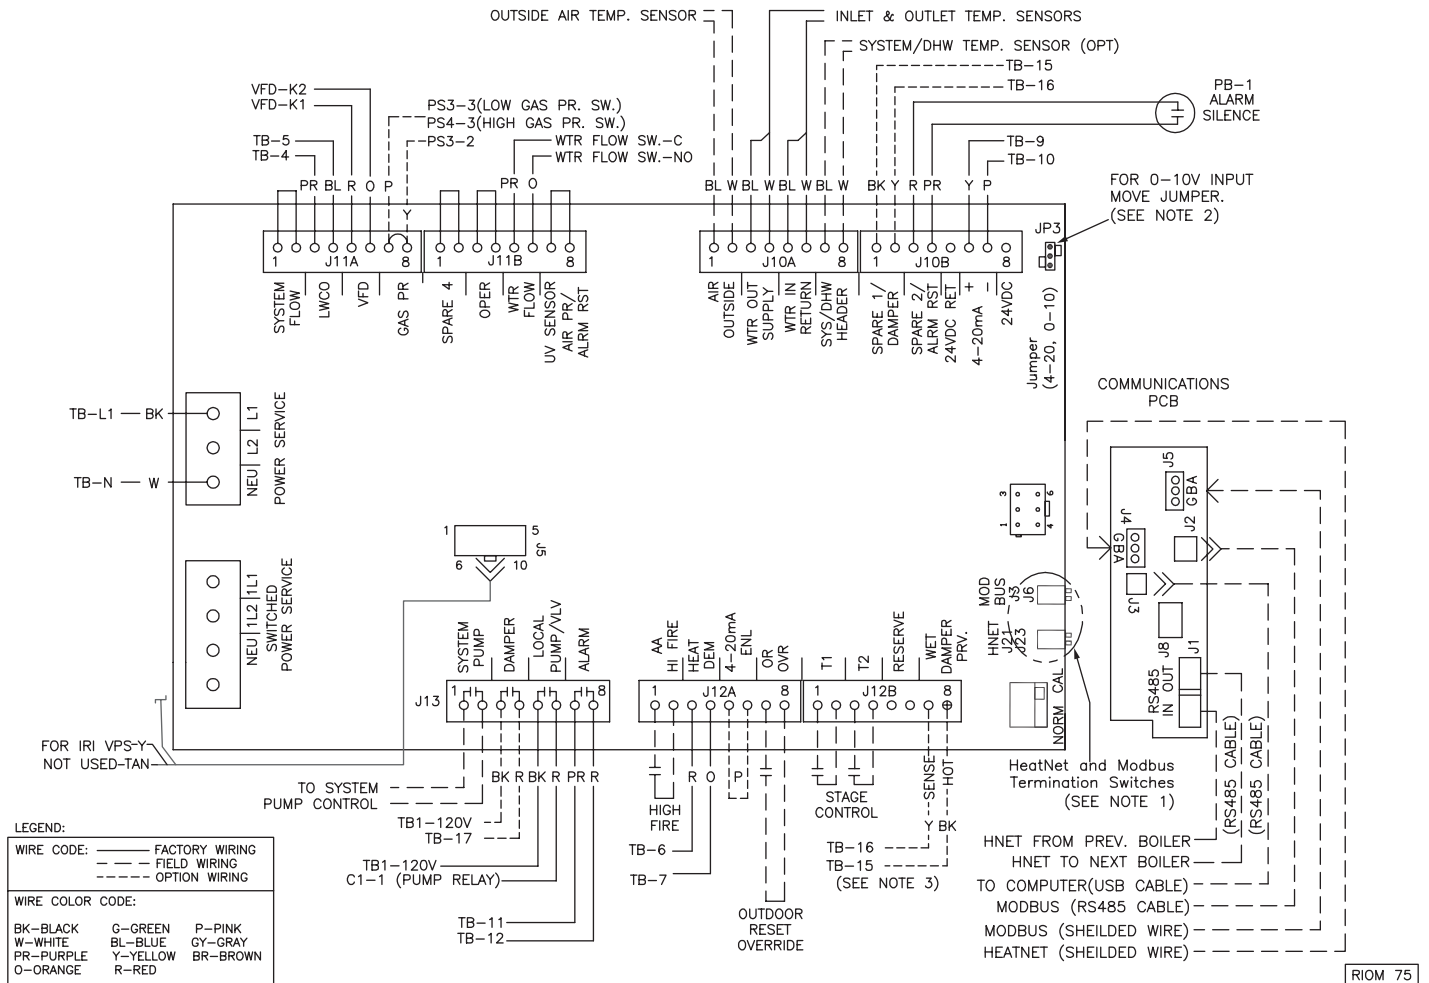 OUTSIDE AIR TEMP. SENSOR
INLET & OUTLET TEMP. SENSORS
SYSTEM/DHW TEMP. SENSOR (OPT)
TB-15
TB-16
PB-1
ALARM
SILENCE
VFD-K2
VFD-K1
PS3-3(LOW GAS PR. SW.)
PS4-3(HIGH GAS PR. SW.)
PS3-2
TB-5
TB-4
WTR FLOW SW.-C
WTR FLOW SW.-NO
TB-9
TB-10
PR BL R O P
Y
PR O
BL W BL W BL W BL W
BK Y R PR Y P
FOR 0-10V INPUT
MOVE JUMPER.
(SEE NOTE 2)
JP3
1 J11A 8
J11B 8
1 J10A 8
1 J10B 8
SYSTEM
FLOW
LWCO
VFD
GAS PR
SPARE 4
OPER
WTR
FLOW
UV SENSOR
AIR PR/
ALRM RST
AIR
OUTSIDE
WTR OUT
SUPPLY
WTR IN
RETURN
SYS/DHW
HEADER
SPARE 1/
DAMPER
SPARE 2/
ALRM RST
24VDC RET
4-20mA
+
-
24VDC
Jumper
(4-20, 0-10)
COMMUNICATIONS
PCB
TB-L1
BK
TB-N
W
NEU L2 L1
POWER SERVICE
NEU 1L2 1L1
SWITCHED
POWER SERVICE
1 5
6 10
J5
3 6
1 4
J5
GBA
J4
GBA
J2
J3
J8
J1
RS485
IN OUT
MOD
BUS
J3
J6
HNET
J21
J23
NORM CAL
SYSTEM
PUMP
DAMPER
LOCAL
PUMP/VLV
ALARM
J13
1 8
AA
HI FIRE
HEAT
DEM
4-20mA
ENL
OR
OVR
1 J12A 8
T1
T2
RESERVE
WET
DAMPER
PRV.
1 J12B 8
FOR IRI VPS-Y
NOT USED-TAN
TO SYSTEM
PUMP CONTROL
BK R BK R PR R
TB1-120V
TB-17
TB1-120V
C1-1 (PUMP RELAY)
TB-11
TB-12
HIGH
FIRE
R O
P
TB-6
TB-7
OUTDOOR
RESET
OVERRIDE
STAGE
CONTROL
SENSE
HOT
Y BK
TB-16
TB-15
(SEE NOTE 3)
HeatNet and Modbus
Termination Switches
(SEE NOTE 1)
(RS485 CABLE)
(RS485 CABLE)
HNET FROM PREV. BOILER
HNET TO NEXT BOILER
TO COMPUTER(USB CABLE)
MODBUS (RS485 CABLE)
MODBUS (SHEILDED WIRE)
HEATNET (SHEILDED WIRE)
LEGEND:
WIRE CODE: FACTORY WIRING
FIELD WIRING
OPTION WIRING
WIRE COLOR CODE:
BK-BLACK G-GREEN P-PINK
W-WHITE BL-BLUE GY-GRAY
PR-PURPLE Y-YELLOW BR-BROWN
O-ORANGE R-RED
RIOM 75